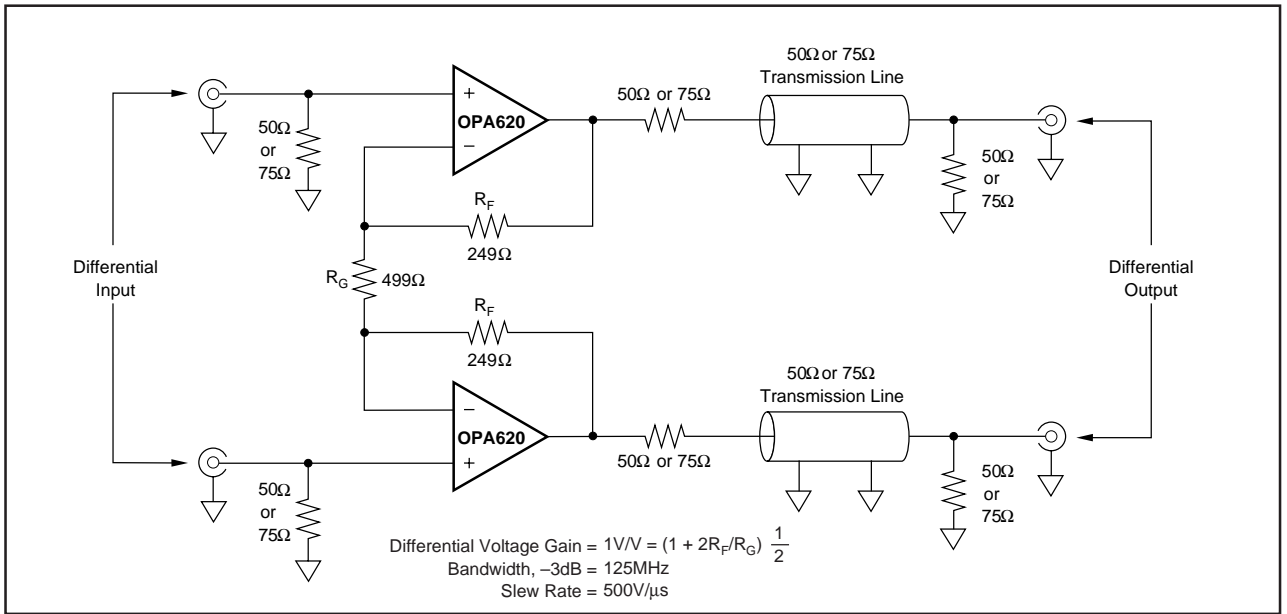 50Ω or 75Ω
Transmission Line
50Ω or 75Ω
+
OPA620
–
50Ω
or
75Ω
50Ω
or
75Ω
R_F
249Ω
Differential
Input
R_G 499Ω
Differential
Output
R_F
249Ω
50Ω or 75Ω
Transmission Line
–
OPA620
+
50Ω or 75Ω
50Ω
or
75Ω
50Ω
or
75Ω
Differential Voltage Gain = 1V/V = (1 + 2R_F/R_G) 1/2
Bandwidth, –3dB = 125MHz
Slew Rate = 500V/µs